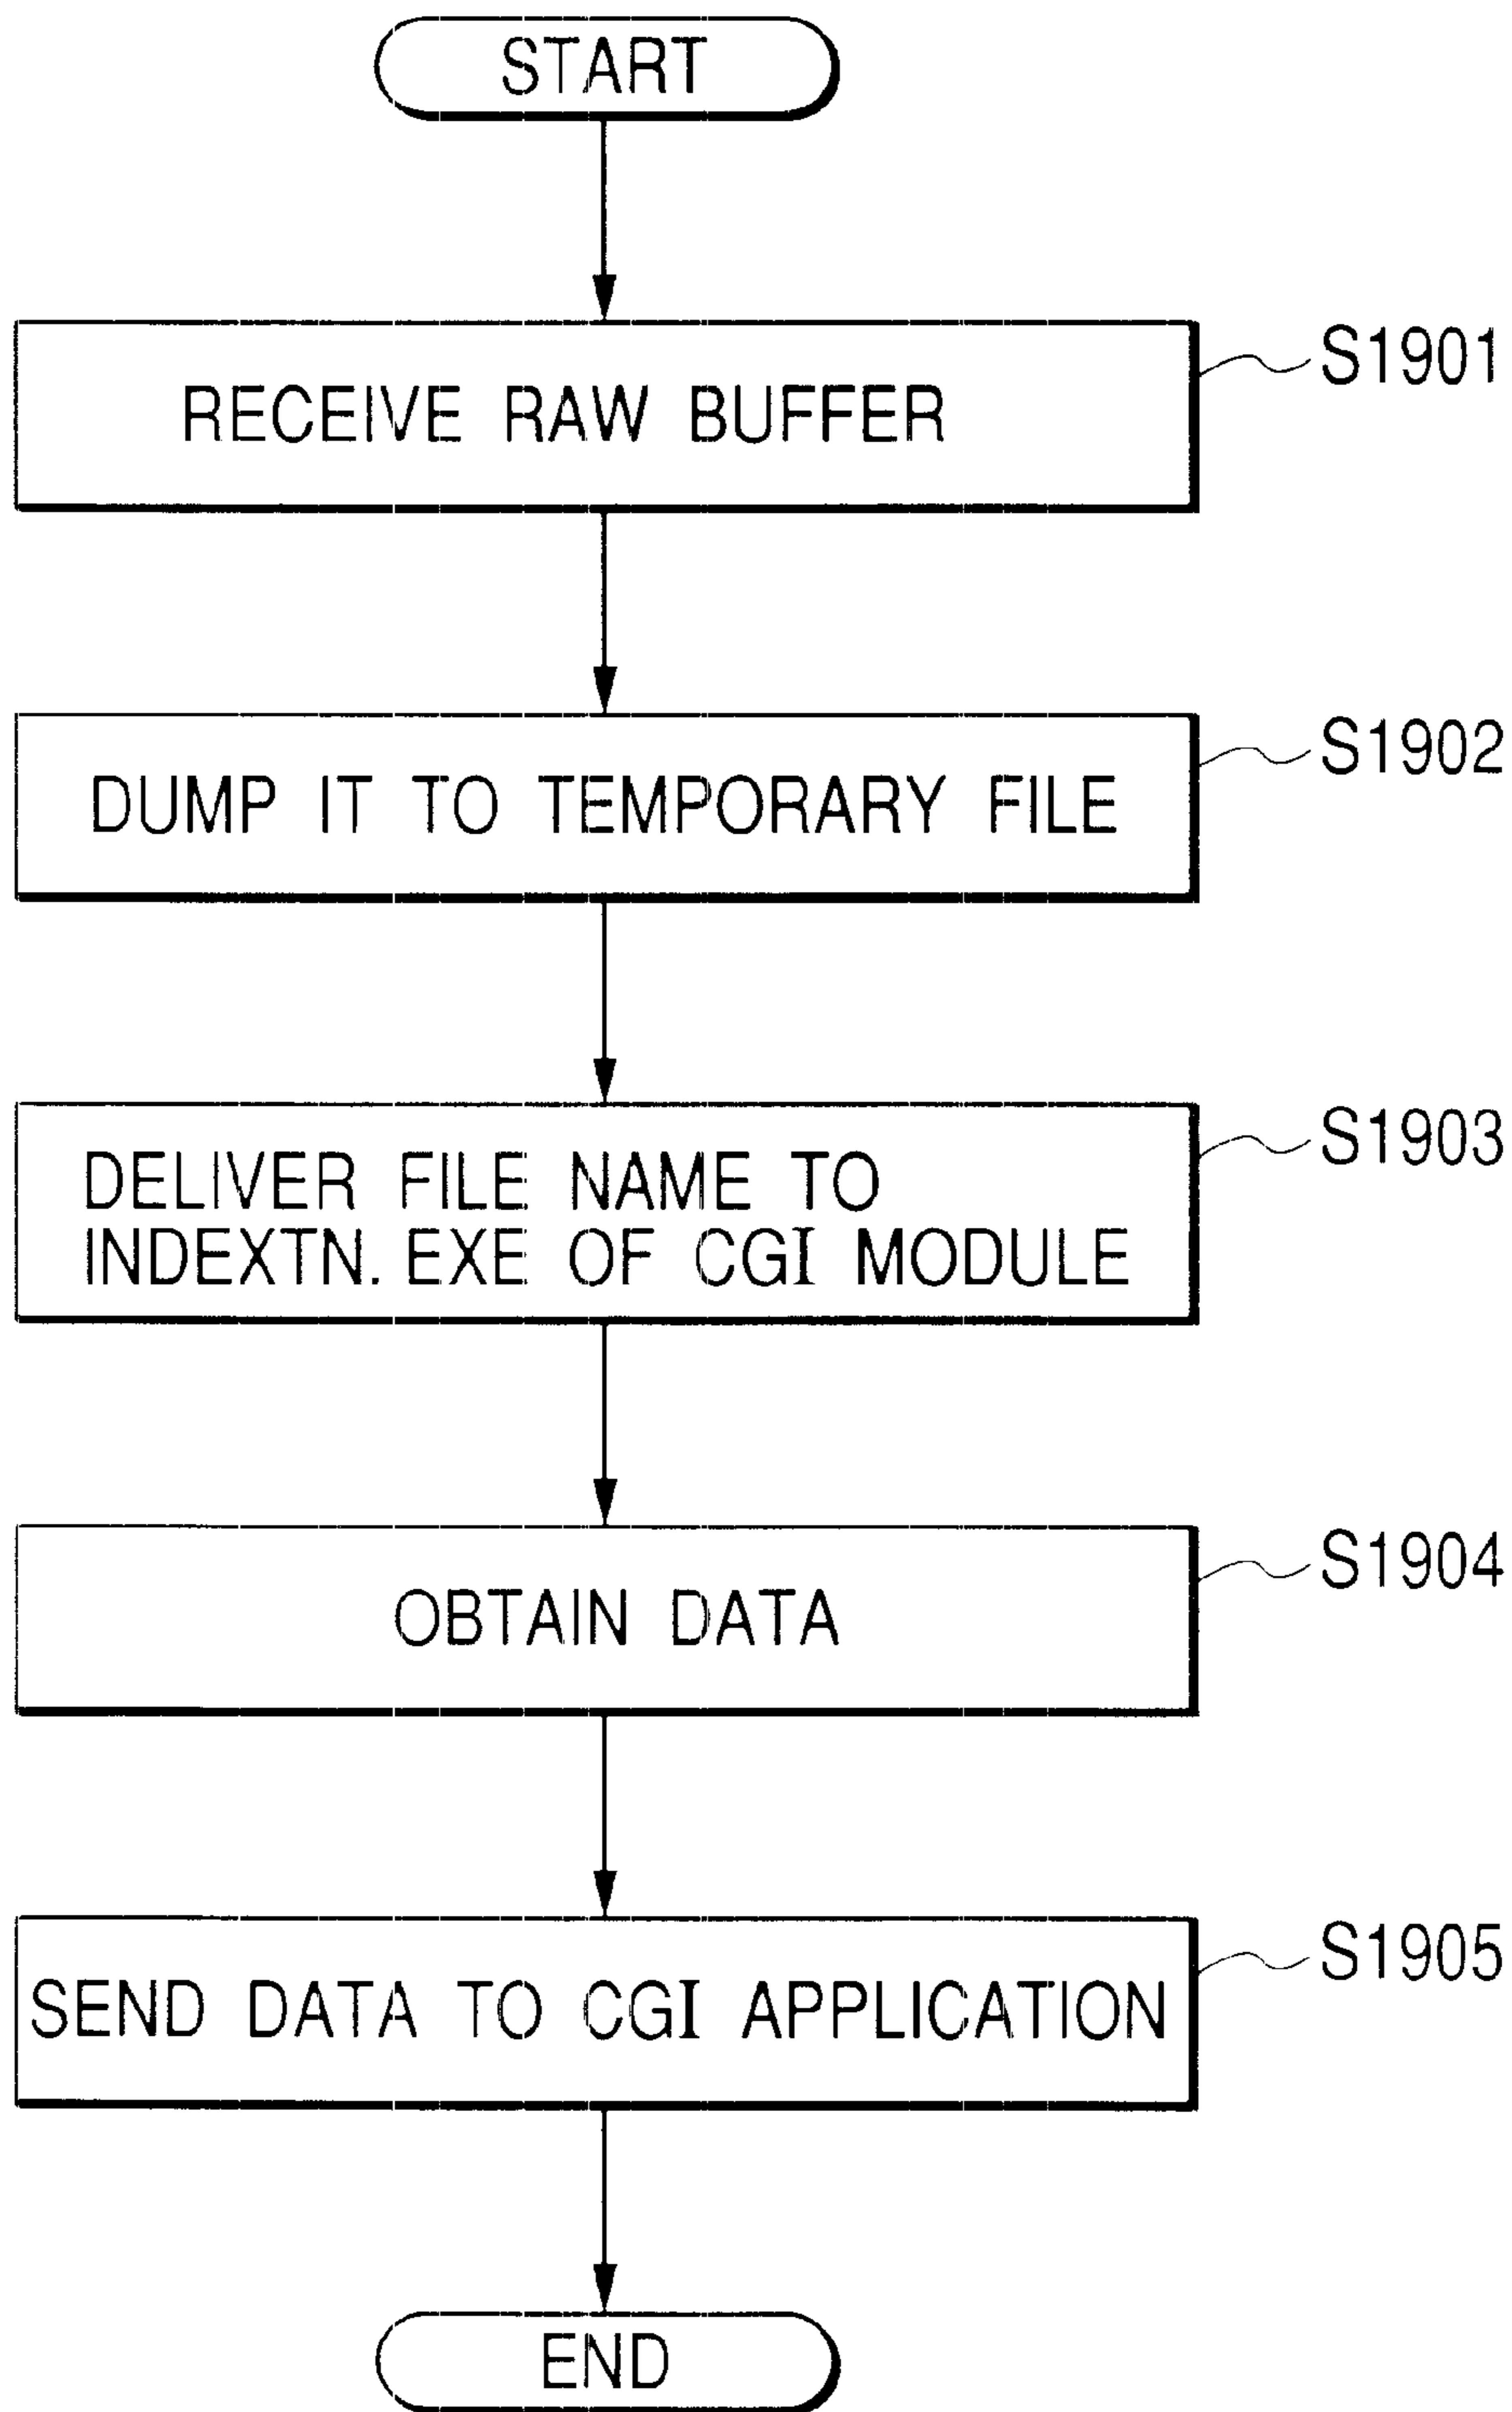 START
RECEIVE RAW BUFFER
S1901
DUMP IT TO TEMPORARY FILE
S1902
DELIVER FILE NAME TO
INDEXTN. EXE OF CGI MODULE
S1903
OBTAIN DATA
S1904
SEND DATA TO CGI APPLICATION
S1905
END